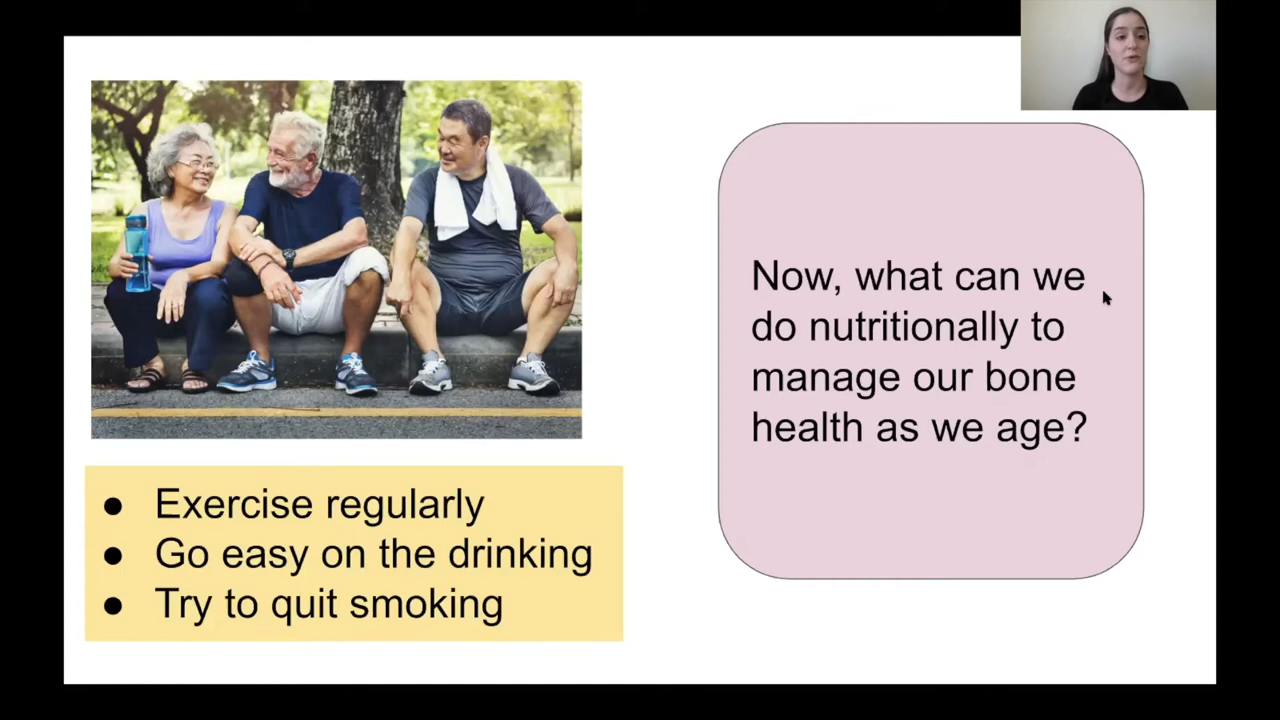 Now, what can we
do nutritionally to
manage our bone
health as we age?
● Exercise regularly
● Go easy on the drinking
● Try to quit smoking